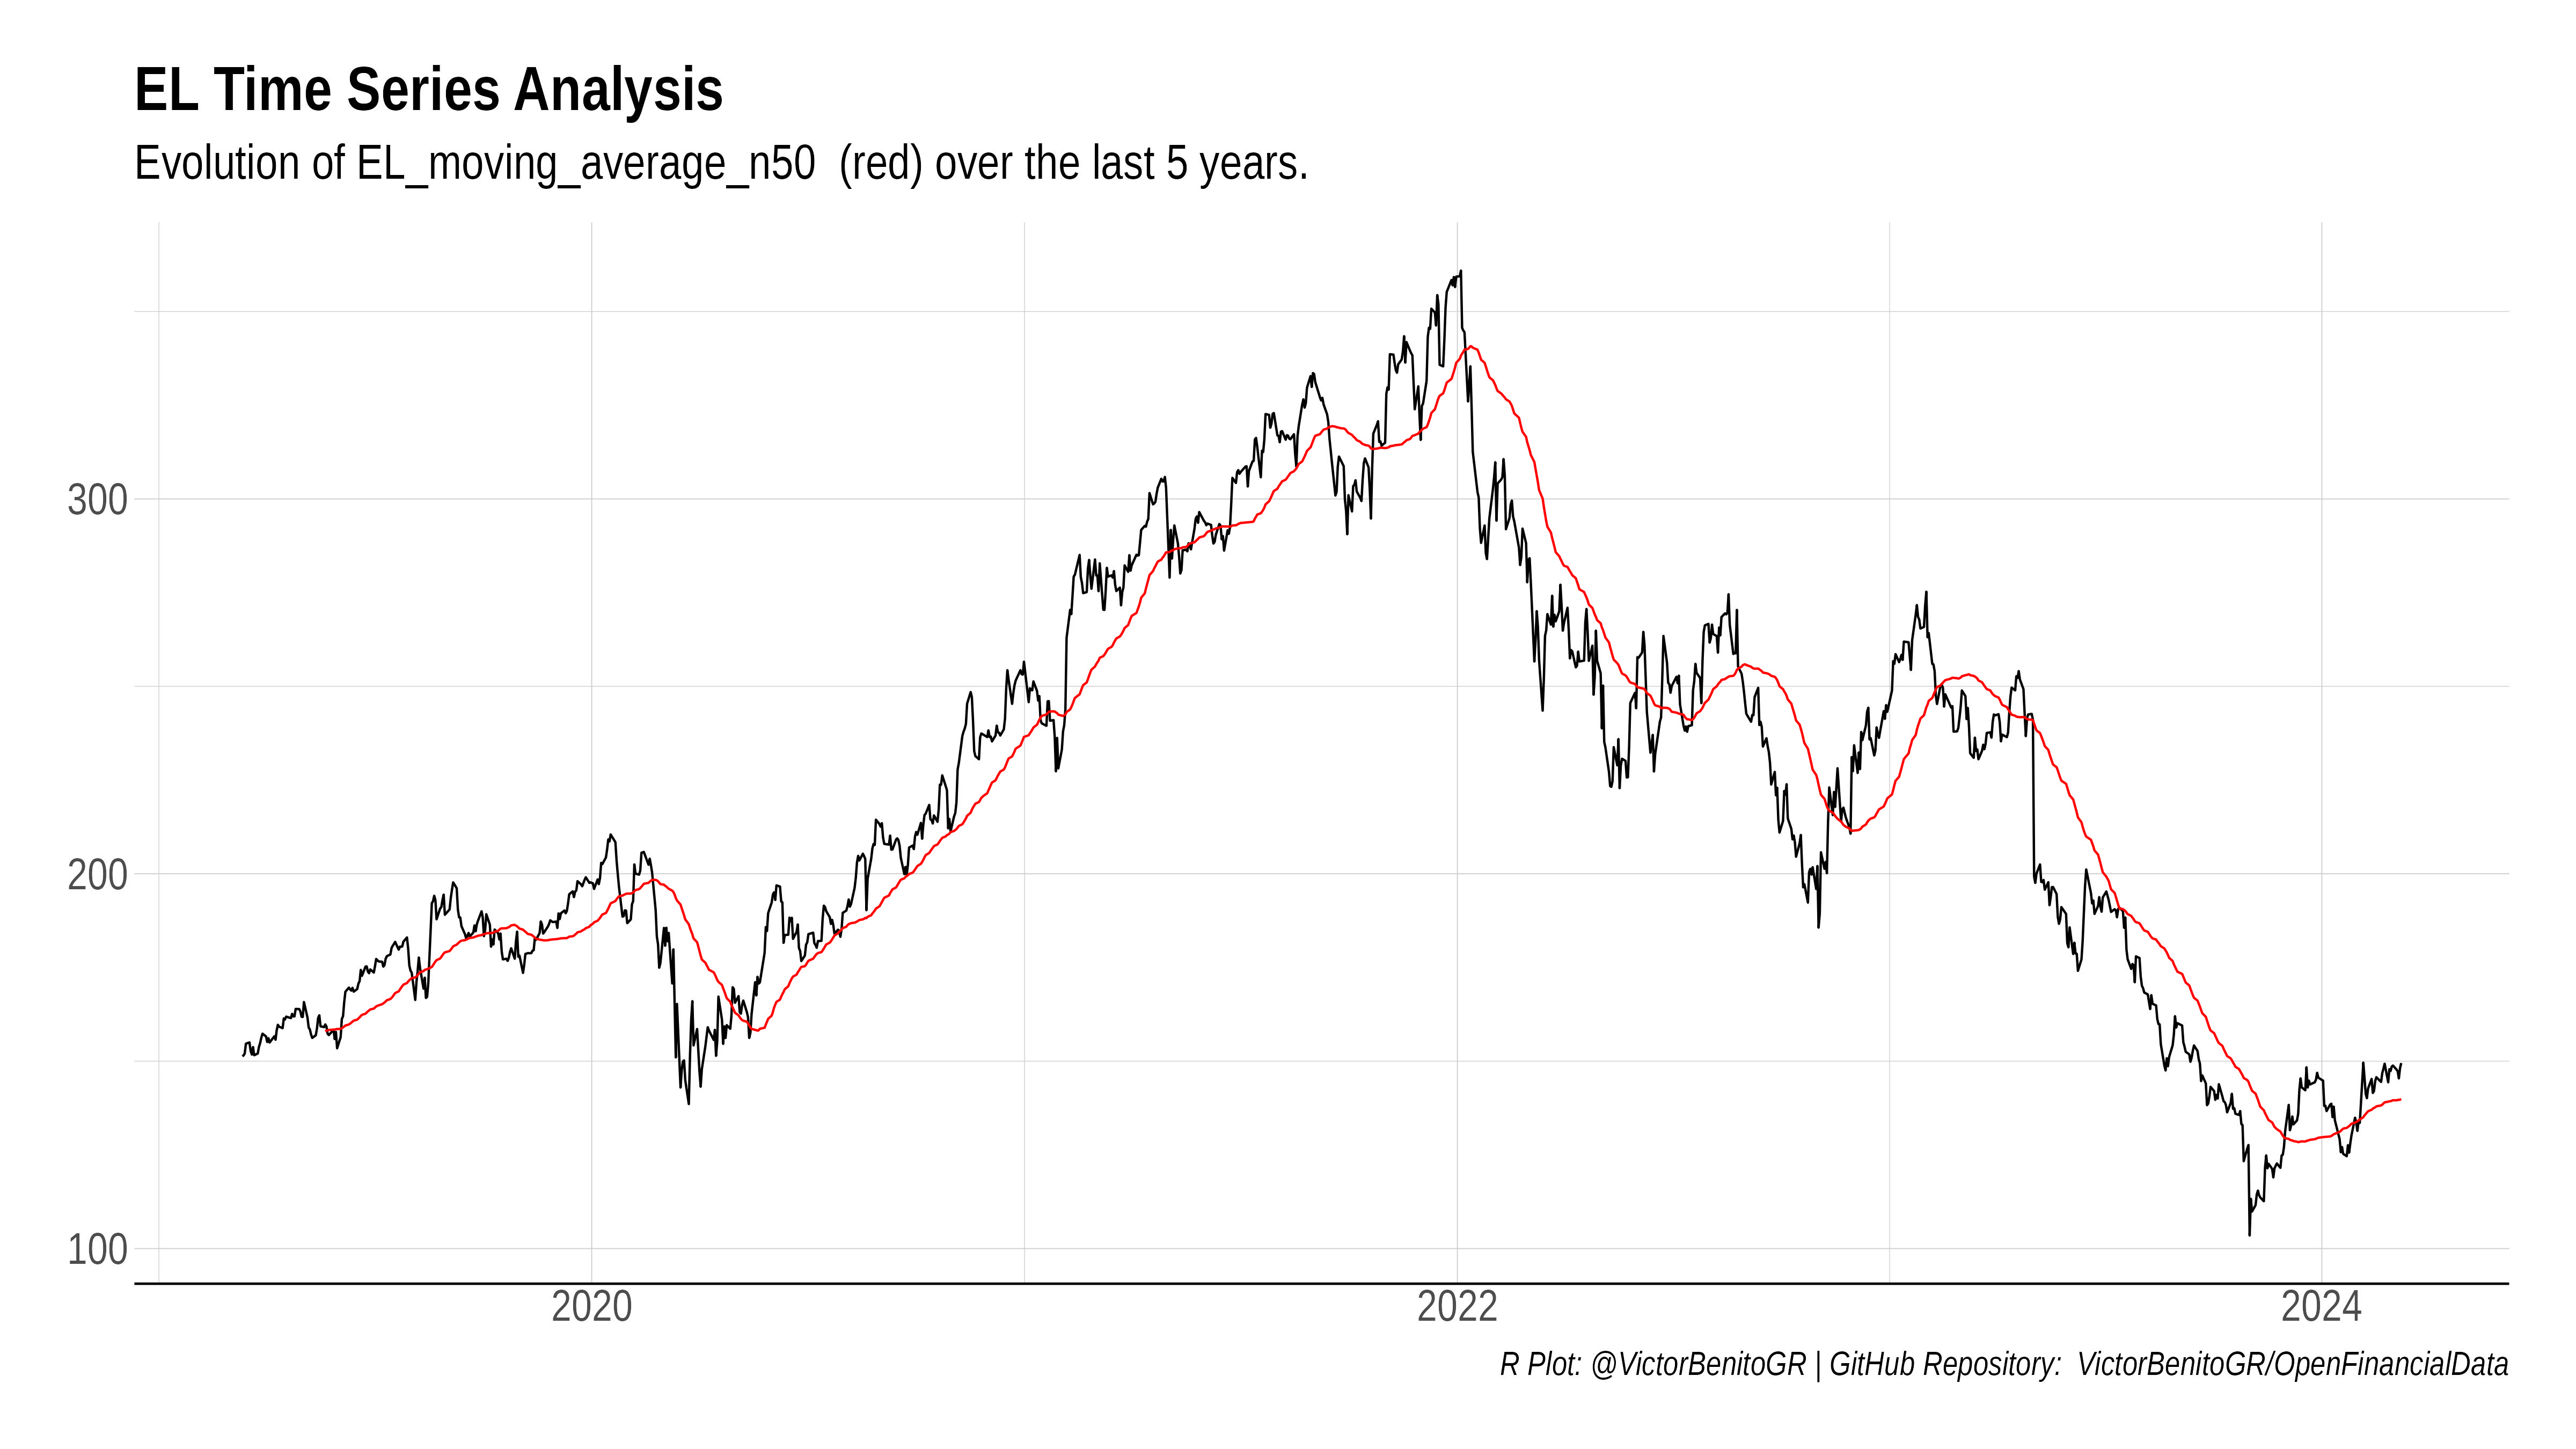 EL Time Series Analysis
Evolution of EL_moving_average_n50  (red) over the last 5 years.
300
200
100
2020 2022 2024
R Plot: @VictorBenitoGR | GitHub Repository:  VictorBenitoGR/OpenFinancialData